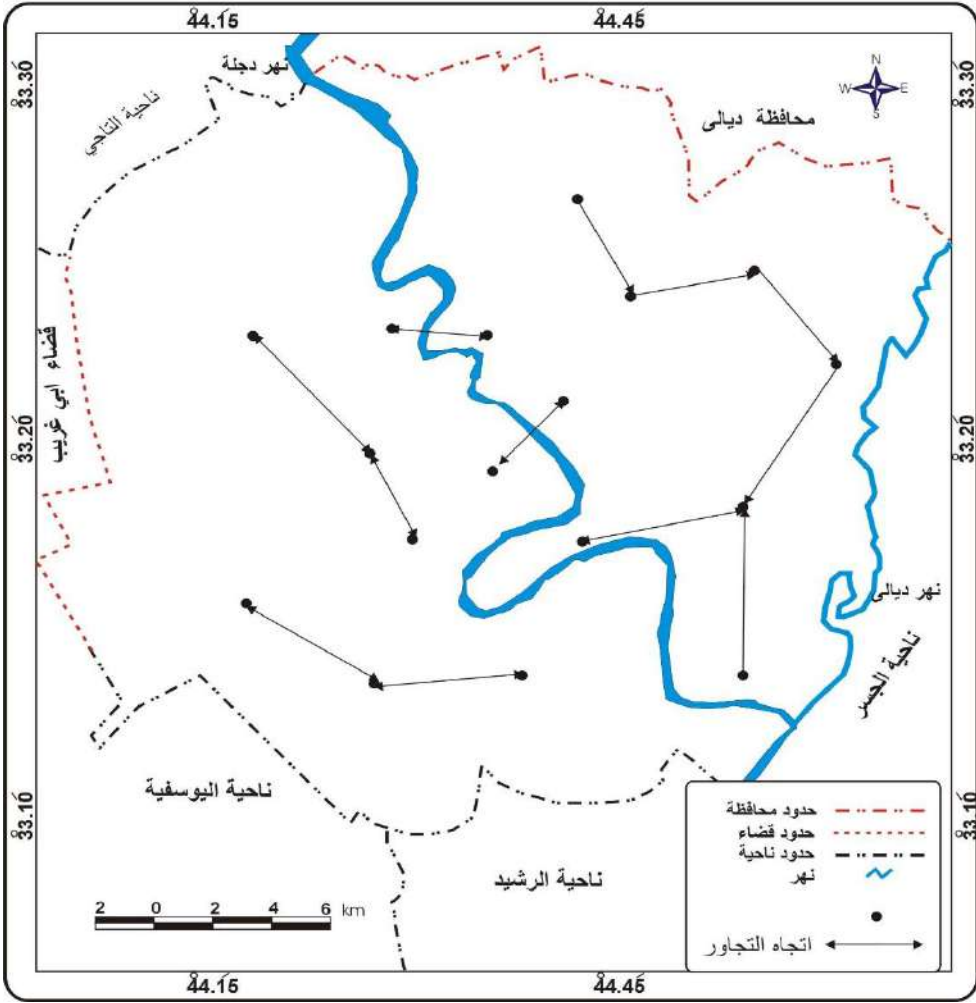 44.15 44.45
33.30
33.30
N
W E
S
نهر دجلة
ناحية التاجي
محافظة ديالى
قضاء ابي غريب
33.20
33.20
نهر ديالى
ناحية الجسر
ناحية اليوسفية
ناحية الرشيد
33.10
33.10
حدود محافظة
حدود قضاء
حدود ناحية
نهر
اتجاه التجاور
2 0 2 4 6 km
44.15 44.45